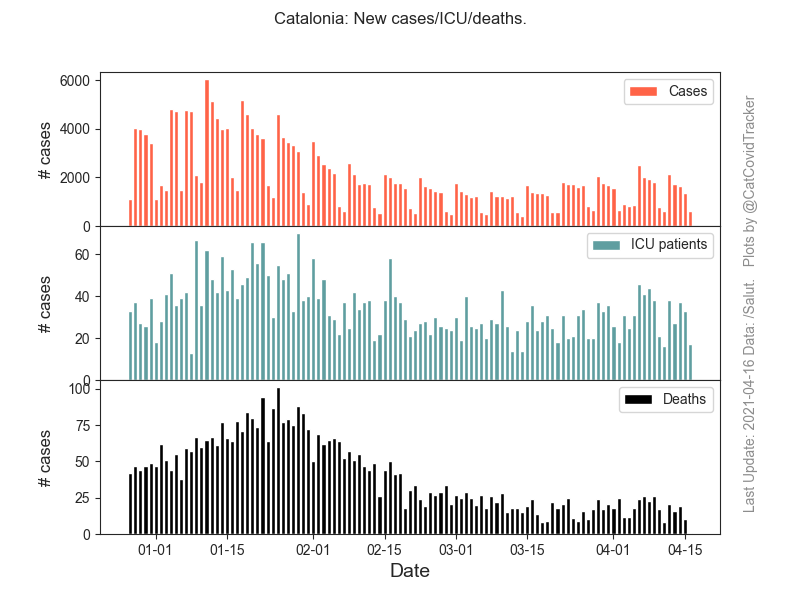 Catalonia: New cases/ICU/deaths.
6000
4000
2000
0
# cases
Cases
60
40
20
0
# cases
ICU patients
100
75
50
25
0
# cases
Deaths
01-01 01-15 02-01 02-15 03-01 03-15 04-01 04-15
Date
Last Update: 2021-04-16 Data: /Salut. Plots by @CatCovidTracker